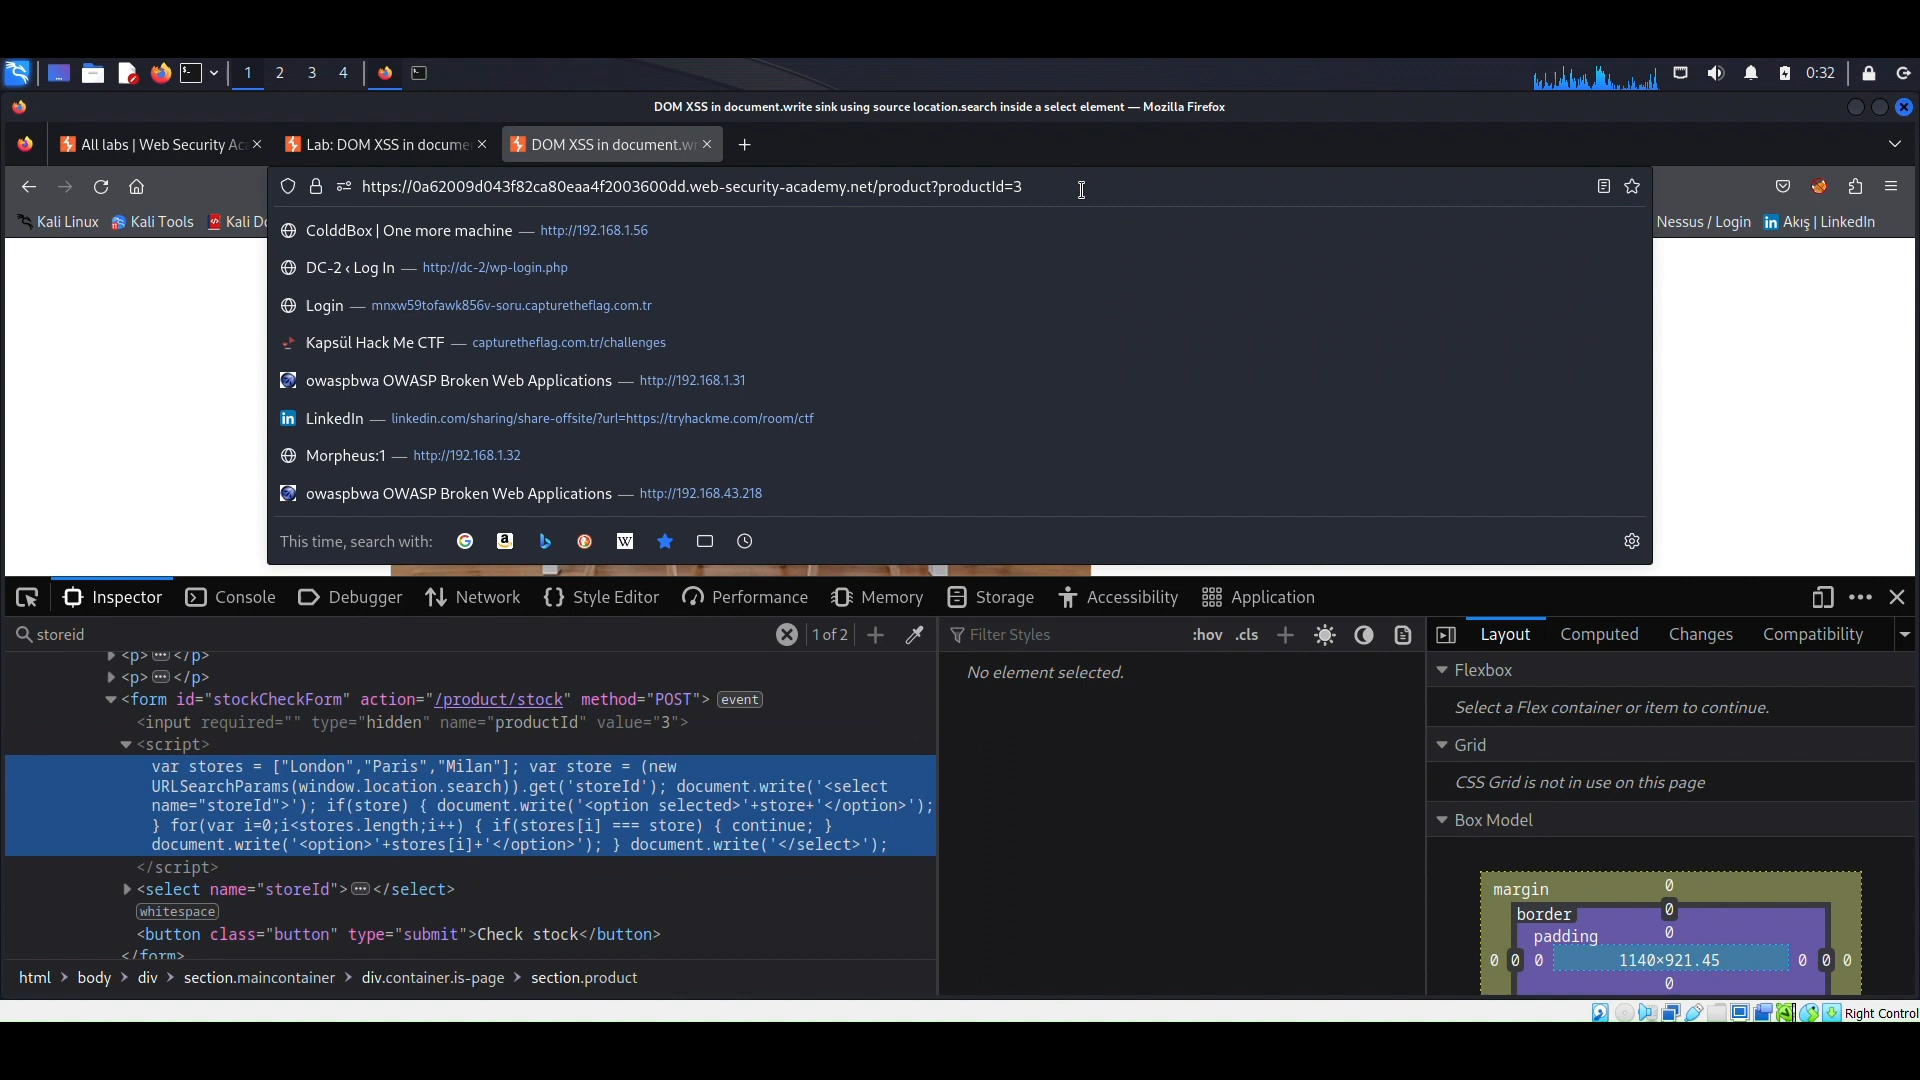 1 2 3 4 0:32
DOM XSS in document.write sink using source location.search inside a select element — Mozilla Firefox
All labs | Web Security Ac Lab: DOM XSS in docume DOM XSS in document.wr
https://0a62009d043f82ca80eaa4f2003600dd.web-security-academy.net/product?productId=3
Kali Linux Kali Tools Kali Do Nessus / Login Akış | LinkedIn
ColddBox | One more machine — http://192.168.1.56
DC-2 ‹ Log In — http://dc-2/wp-login.php
Login — mnxw59tofawk856v-soru.capturetheflag.com.tr
Kapsül Hack Me CTF — capturetheflag.com.tr/challenges
owaspbwa OWASP Broken Web Applications — http://192.168.1.31
LinkedIn — linkedin.com/sharing/share-offsite/?url=https://tryhackme.com/room/ctf
Morpheus:1 — http://192.168.1.32
owaspbwa OWASP Broken Web Applications — http://192.168.43.218
This time, search with:
Inspector Console Debugger Network Style Editor Performance Memory Storage Accessibility Application
storeid 1 of 2 Filter Styles :hov .cls Layout Computed Changes Compatibility
<p> </p>
<p> </p>
<form id="stockCheckForm" action="/product/stock" method="POST"> event
<input required="" type="hidden" name="productId" value="3">
<script>
var stores = ["London","Paris","Milan"]; var store = (new
URLSearchParams(window.location.search)).get('storeId'); document.write('<select
name="storeId">'); if(store) { document.write('<option selected>'+store+'</option>');
} for(var i=0;i<stores.length;i++) { if(stores[i] === store) { continue; }
document.write('<option>'+stores[i]+'</option>'); } document.write('</select>');
</script>
<select name="storeId"> </select>
whitespace
<button class="button" type="submit">Check stock</button>
</form>
html body div section.maincontainer div.container.is-page section.product
No element selected.
Flexbox
Select a Flex container or item to continue.
Grid
CSS Grid is not in use on this page
Box Model
margin 0
border 0
padding 0
0 0 0 1140×921.45 0 0 0
0
Right Control